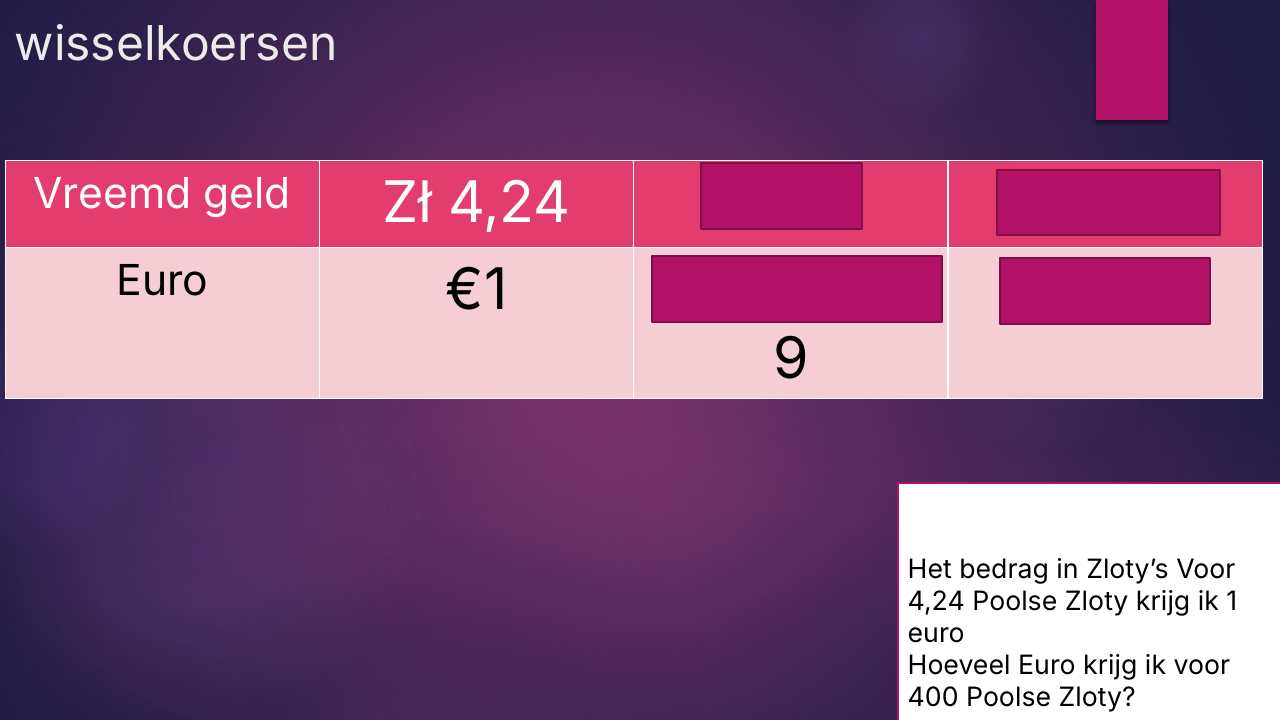 wisselkoersen
Vreemd geld
Zł 4,24
Euro
€1
9
Het bedrag in Zloty’s Voor
4,24 Poolse Zloty krijg ik 1
euro
Hoeveel Euro krijg ik voor
400 Poolse Zloty?